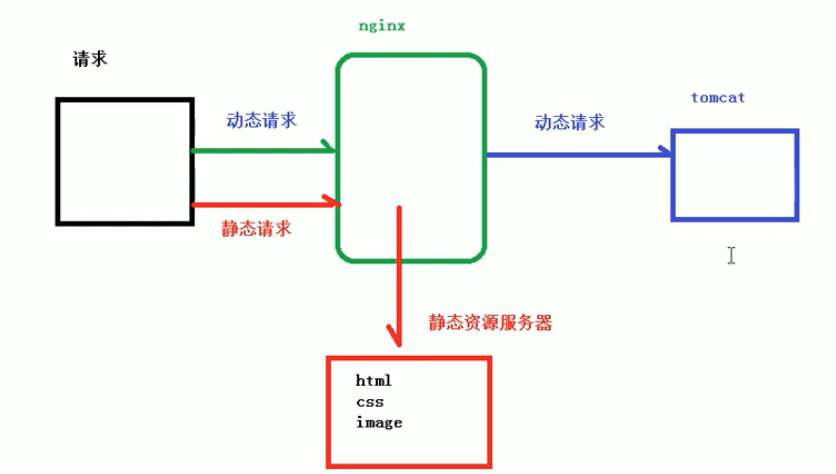 nginx
请求
tomcat
动态请求
动态请求
静态请求
静态资源服务器
html
css
image